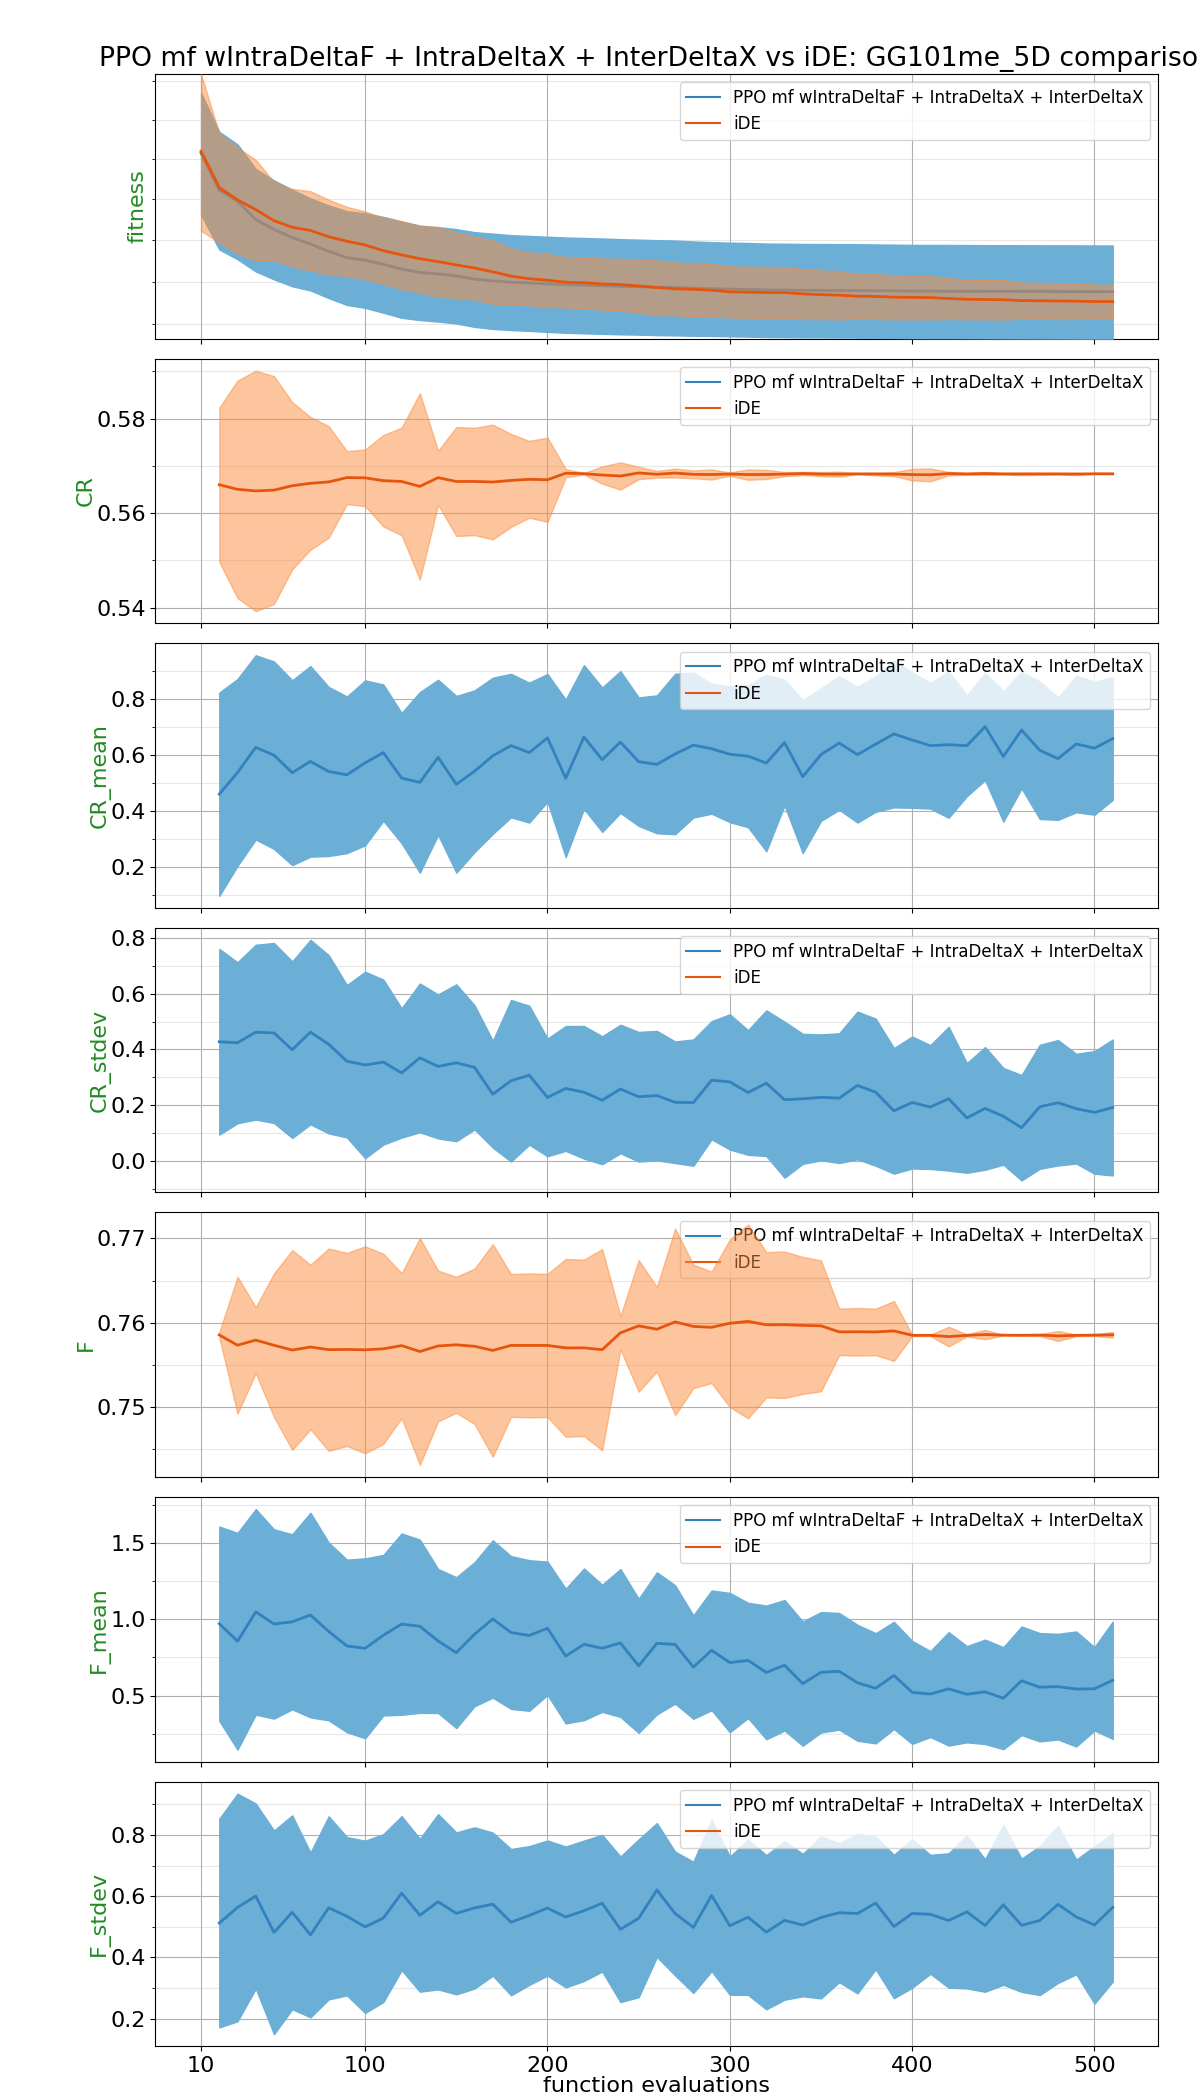 PPO mf wIntraDeltaF + IntraDeltaX + InterDeltaX vs iDE: GG101me_5D compariso
fitness
PPO mf wIntraDeltaF + IntraDeltaX + InterDeltaX
iDE
CR
0.58
0.56
0.54
PPO mf wIntraDeltaF + IntraDeltaX + InterDeltaX
iDE
CR_mean
0.8
0.6
0.4
0.2
PPO mf wIntraDeltaF + IntraDeltaX + InterDeltaX
iDE
CR_stdev
0.8
0.6
0.4
0.2
0.0
PPO mf wIntraDeltaF + IntraDeltaX + InterDeltaX
iDE
F
0.77
0.76
0.75
PPO mf wIntraDeltaF + IntraDeltaX + InterDeltaX
iDE
F_mean
1.5
1.0
0.5
PPO mf wIntraDeltaF + IntraDeltaX + InterDeltaX
iDE
F_stdev
0.8
0.6
0.4
0.2
PPO mf wIntraDeltaF + IntraDeltaX + InterDeltaX
iDE
10 100 200 300 400 500
function evaluations